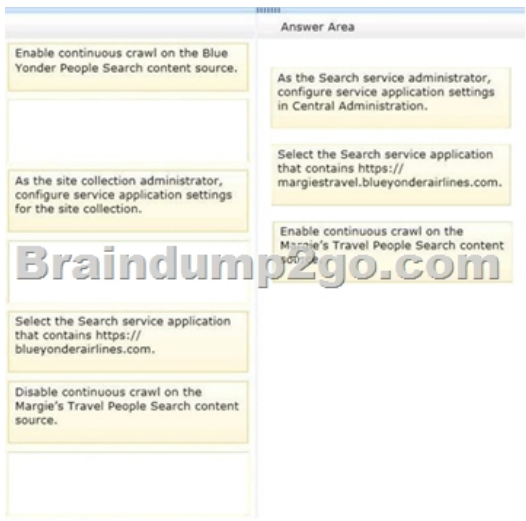 Answer Area
Enable continuous crawl on the Blue
Yonder People Search content source.
As the site collection administrator,
configure service application settings
for the site collection.
Select the Search service application
that contains https://
blueyonderairlines.com.
Disable continuous crawl on the
Margie's Travel People Search content
source.
As the Search service administrator,
configure service application settings
in Central Administration.
Select the Search service application
that contains https://
margiestravel.blueyonderairlines.com.
Enable continuous crawl on the
Margie's Travel People Search content
source.
Braindump2go.com